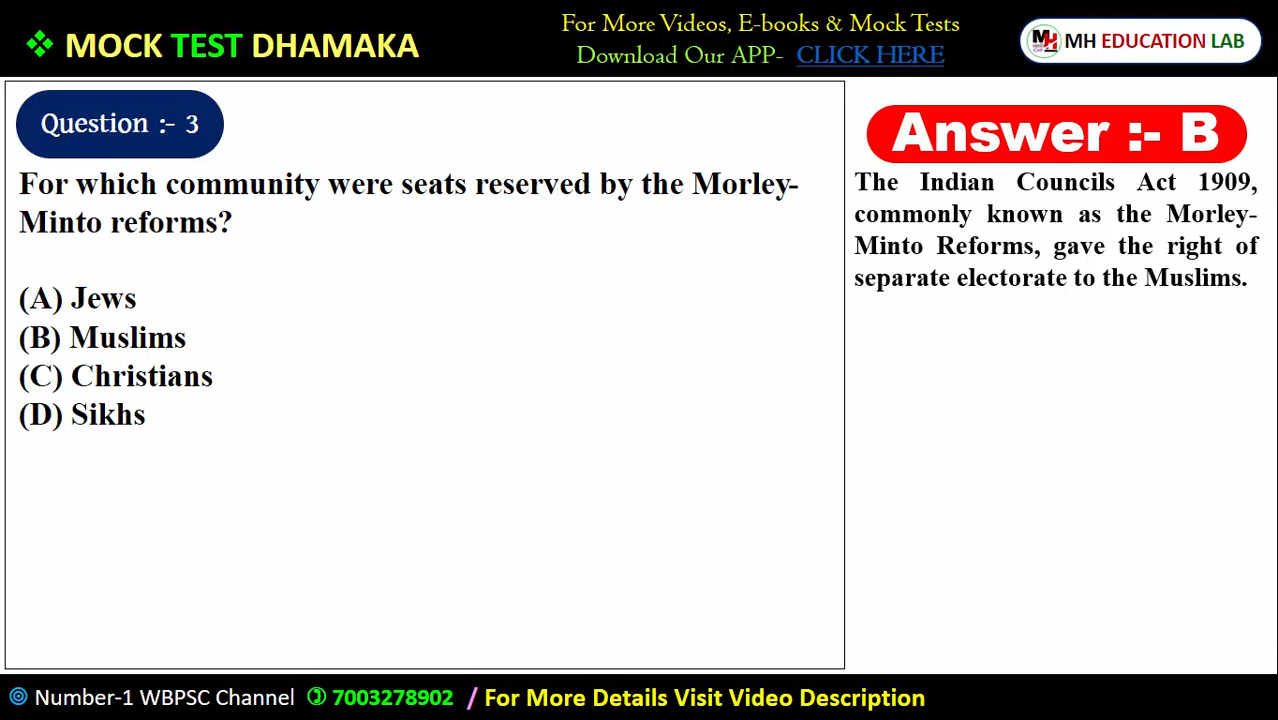 MOCK TEST DHAMAKA
For More Videos, E-books & Mock Tests
Download Our APP- CLICK HERE
MH EDUCATION LAB
Question :- 3
For which community were seats reserved by the Morley-
Minto reforms?
(A) Jews
(B) Muslims
(C) Christians
(D) Sikhs
Answer :- B
The Indian Councils Act 1909,
commonly known as the Morley-
Minto Reforms, gave the right of
separate electorate to the Muslims.
Number-1 WBPSC Channel 7003278902 / For More Details Visit Video Description